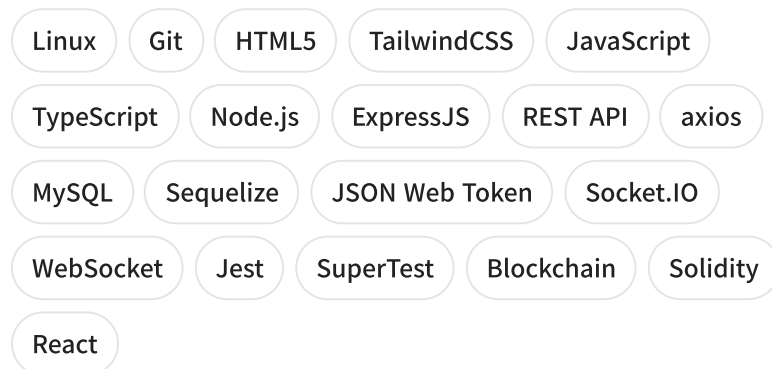 Linux Git HTML5 TailwindCSS JavaScript
TypeScript Node.js ExpressJS REST API axios
MySQL Sequelize JSON Web Token Socket.IO
WebSocket Jest SuperTest Blockchain Solidity
React